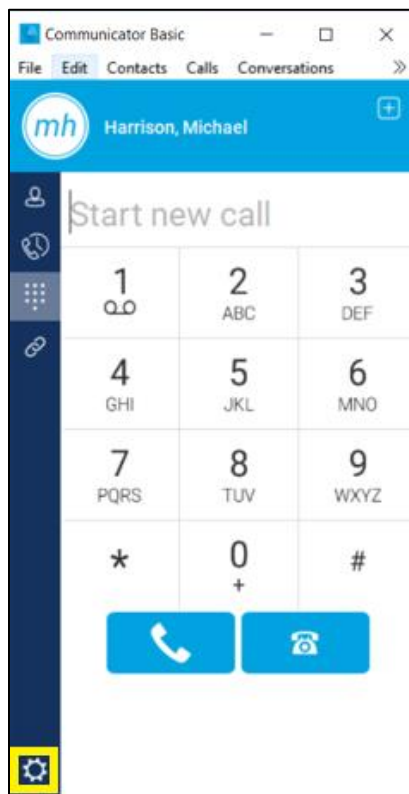 Communicator Basic
File Edit Contacts Calls Conversations »
mh Harrison, Michael
Start new call
1 2 3
ABC DEF
4 5 6
GHI JKL MNO
7 8 9
PQRS TUV WXYZ
* 0 #
+